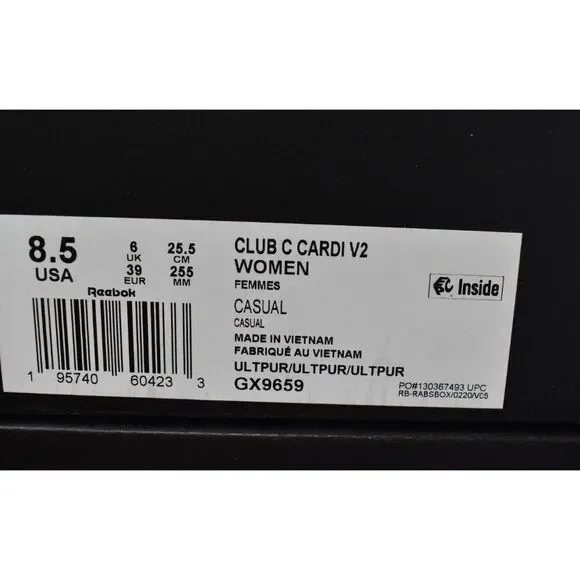 8.5
USA
6
UK
39
EUR
25.5
CM
255
MM
Reebok
1 95740 60423 3
CLUB C CARDI V2
WOMEN
FEMMES
CASUAL
CASUAL
MADE IN VIETNAM
FABRIQUÉ AU VIETNAM
ULTPUR/ULTPUR/ULTPUR
GX9659
Inside
PO#130367493 UPC
RB-RABSBOX/0220/V05